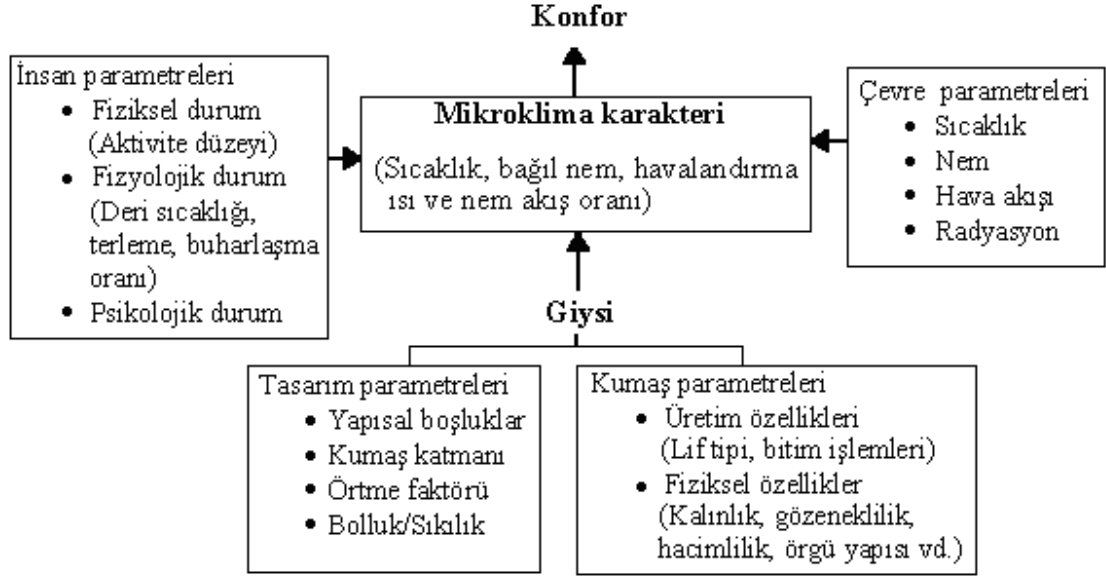 Konfor
İnsan parametreleri
• Fiziksel durum
(Aktivite düzeyi)
• Fizyolojik durum
(Deri sıcaklığı,
terleme, buharlaşma
oranı)
• Psikolojik durum
Mikroklima karakteri
(Sıcaklık, bağıl nem, havalandırma
ısı ve nem akış oranı)
Çevre parametreleri
• Sıcaklık
• Nem
• Hava akışı
• Radyasyon
Giysi
Tasarım parametreleri
• Yapısal boşluklar
• Kumaş katmanı
• Örtme faktörü
• Bolluk/Sıkılık
Kumaş parametreleri
• Üretim özellikleri
(Lif tipi, bitim işlemleri)
• Fiziksel özellikler
(Kalınlık, gözeneklilik,
hacimlilik, örgü yapısı vd.)